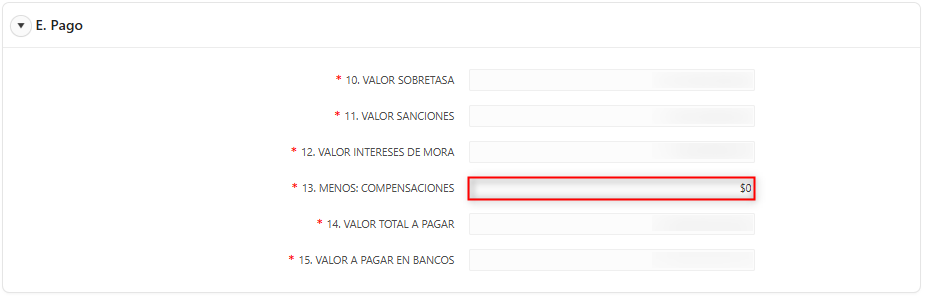 E. Pago
* 10. VALOR SOBRETASA
* 11. VALOR SANCIONES
* 12. VALOR INTERESES DE MORA
* 13. MENOS: COMPENSACIONES $0
* 14. VALOR TOTAL A PAGAR
* 15. VALOR A PAGAR EN BANCOS